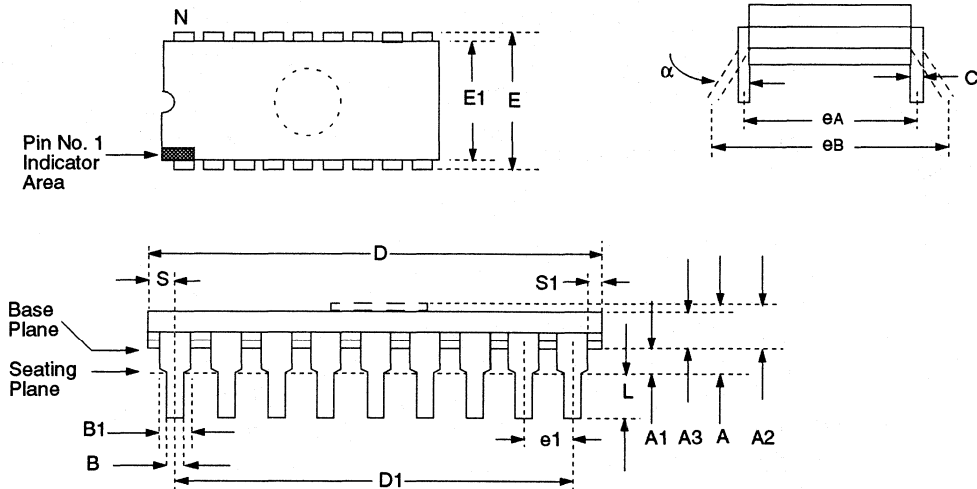 N
E1
E
Pin No. 1
Indicator
Area
α
C
eA
eB
D
S
S1
Base
Plane
Seating
Plane
L
B1
B
e1
D1
A1
A3
A
A2